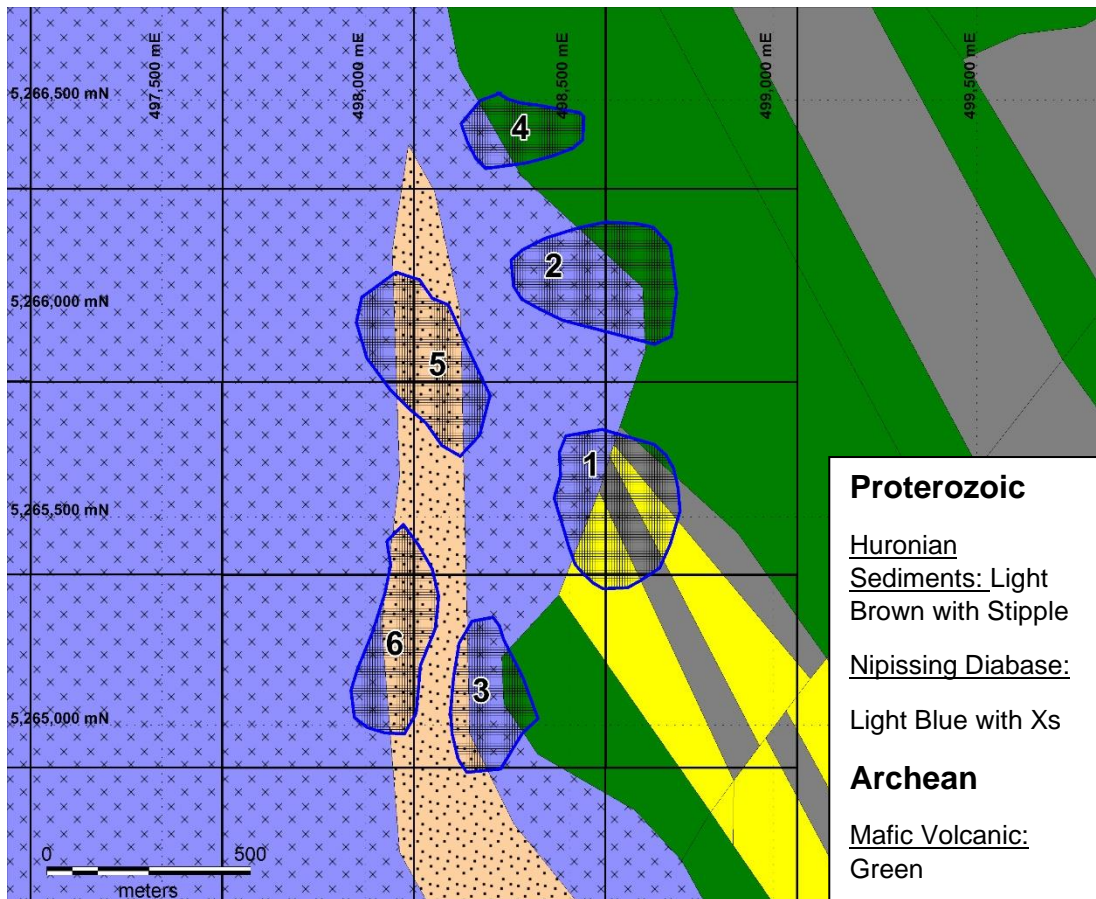 497,500 mE
498,000 mE
498,500 mE
499,000 mE
499,500 mE
5,266,500 mN
4
2
5,266,000 mN
5
1
5,265,500 mN
6
3
5,265,000 mN
0 500
meters
Proterozoic
Huronian
Sediments: Light
Brown with Stipple
Nipissing Diabase:
Light Blue with Xs
Archean
Mafic Volcanic:
Green